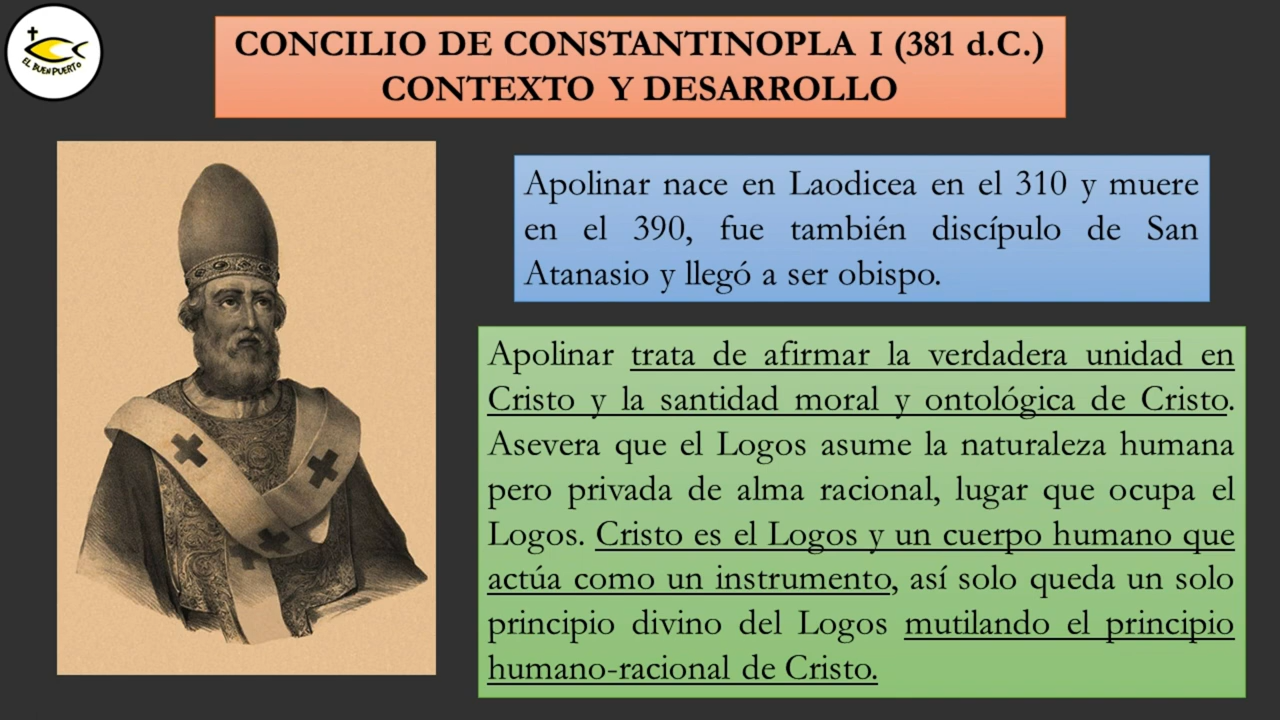 EL BUEN PUERTO
CONCILIO DE CONSTANTINOPLA I (381 d.C.)
CONTEXTO Y DESARROLLO
Apolinar nace en Laodicea en el 310 y muere
en el 390, fue también discípulo de San
Atanasio y llegó a ser obispo.
Apolinar trata de afirmar la verdadera unidad en
Cristo y la santidad moral y ontológica de Cristo.
Asevera que el Logos asume la naturaleza humana
pero privada de alma racional, lugar que ocupa el
Logos. Cristo es el Logos y un cuerpo humano que
actúa como un instrumento, así solo queda un solo
principio divino del Logos mutilando el principio
humano-racional de Cristo.